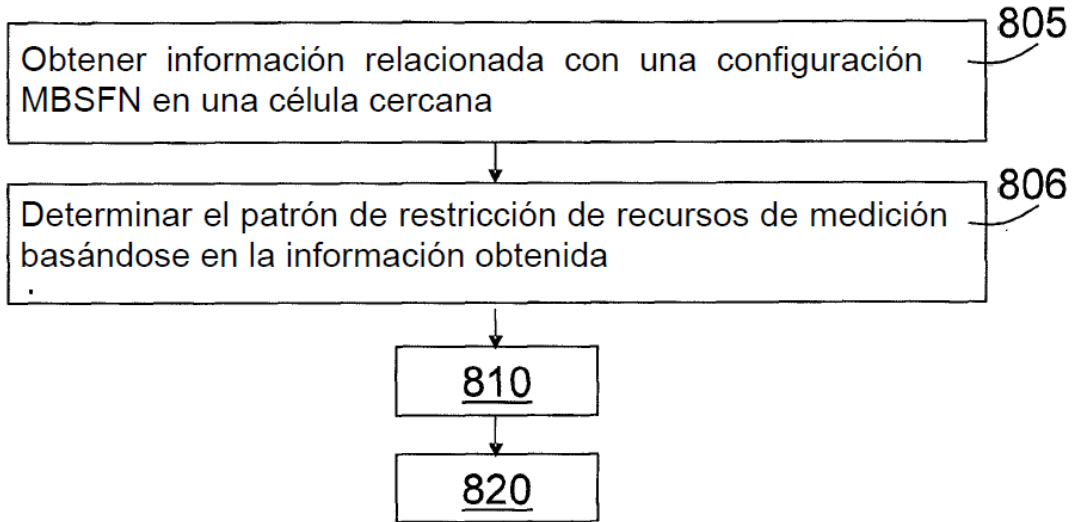 805
Obtener información relacionada con una configuración
MBSFN en una célula cercana
806
Determinar el patrón de restricción de recursos de medición
basándose en la información obtenida
.
810
820